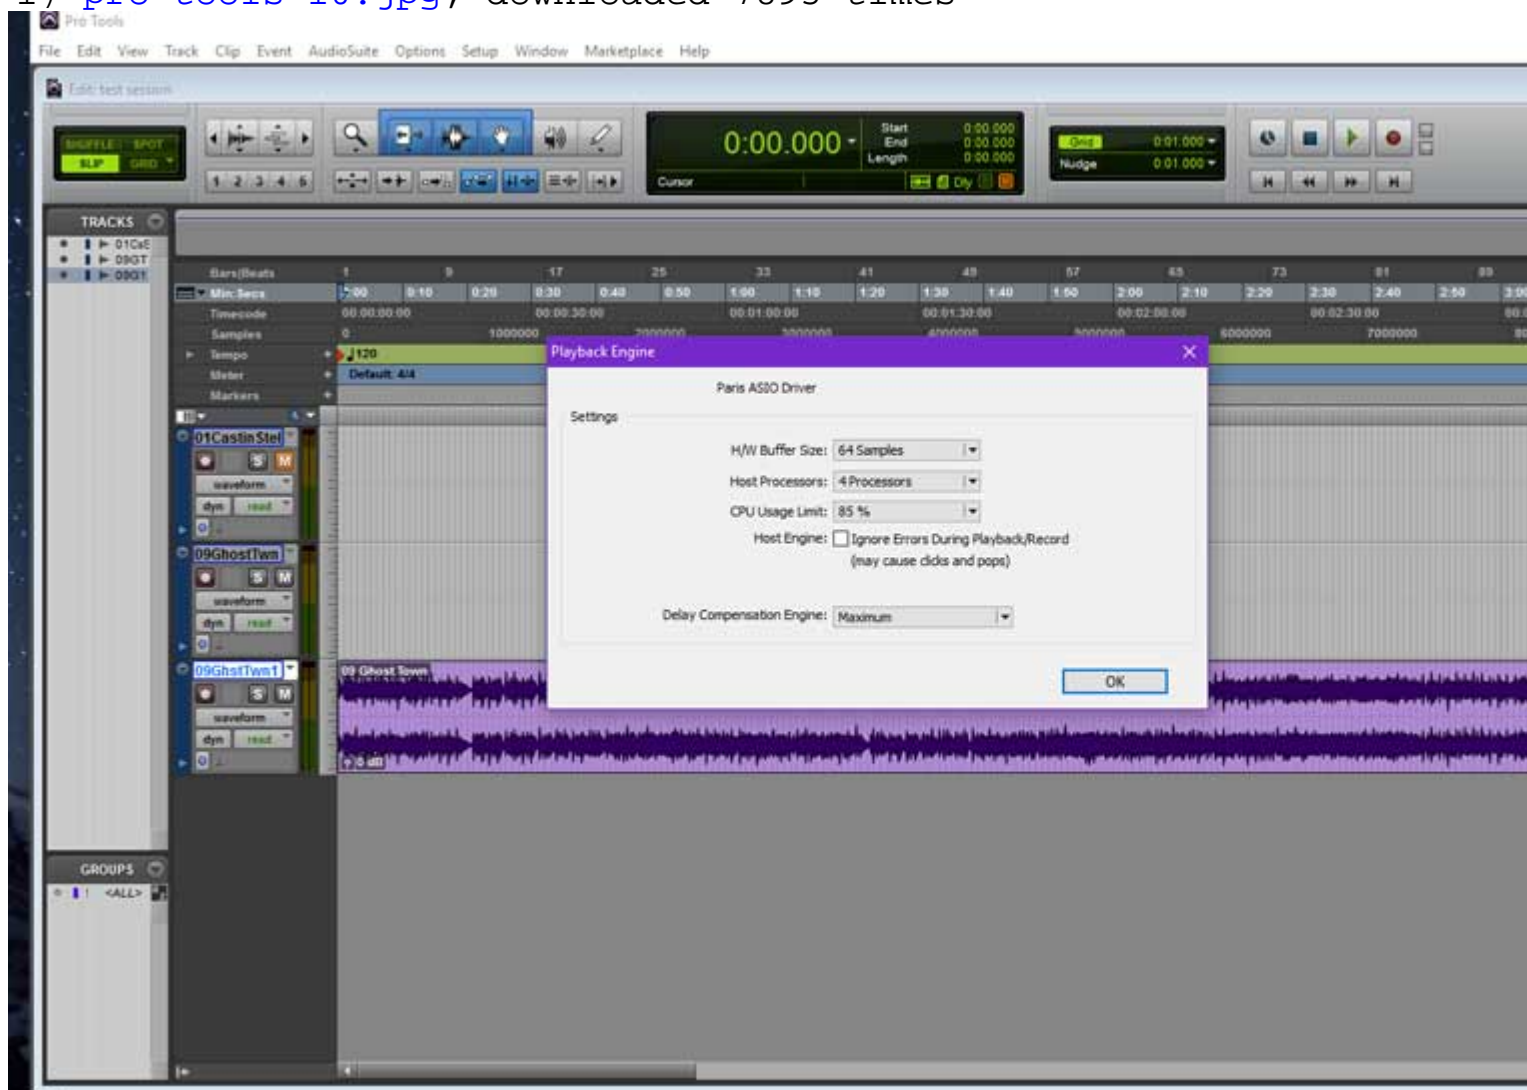 1) pro tools 10.jpg, downloaded 7695 times
Pro Tools
File Edit View Track Clip Event AudioSuite Options Setup Window Marketplace Help
Edit: test session
SHUFFLE SPOT
SLIP GRID
1 2 3 4 5
0:00.000
Start 0:00.000
End 0:00.000
Length 0:00.000
Cursor
Dly
Grid 0:01.000
Nudge 0:01.000
TRACKS
01CsS
09GT
09G1
Bars|Beats 1 9 17 25 33 41 49 57 65 73 81 89
Min:Secs 0:00 0:10 0:20 0:30 0:40 0:50 1:00 1:10 1:20 1:30 1:40 1:50 2:00 2:10 2:20 2:30 2:40 2:50 3:00
Timecode 00:00:00:00 00:00:30:00 00:01:00:00 00:01:30:00 00:02:00:00 00:02:30:00
Samples 0 1000000 2000000 3000000 4000000 5000000 6000000 7000000
Tempo 120
Meter Default: 4/4
Markers
Playback Engine
Paris ASIO Driver
Settings
H/W Buffer Size: 64 Samples
Host Processors: 4 Processors
CPU Usage Limit: 85 %
Host Engine: Ignore Errors During Playback/Record
(may cause clicks and pops)
Delay Compensation Engine: Maximum
OK
01CastinStel
S M
waveform
dyn read
09GhostTwn
S M
waveform
dyn read
09GhstTwn1
S M
waveform
dyn read
09 Ghost Town
0 dB
GROUPS
! <ALL>